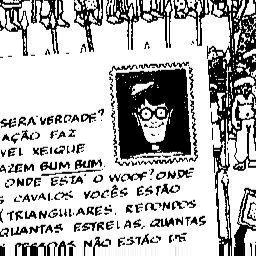 SERÁ VERDADE?
AÇÃO FAZ
VEL XEIQUE
AZEM BUM BUM.
ONDE ESTÁ O WOOF? ONDE
CAVALOS VOCÊS ESTÃO
(TRIANGULARES, REDONDOS
QUANTAS ESTRELAS, QUANTAS
PESSOAS NÃO ESTÃO DE